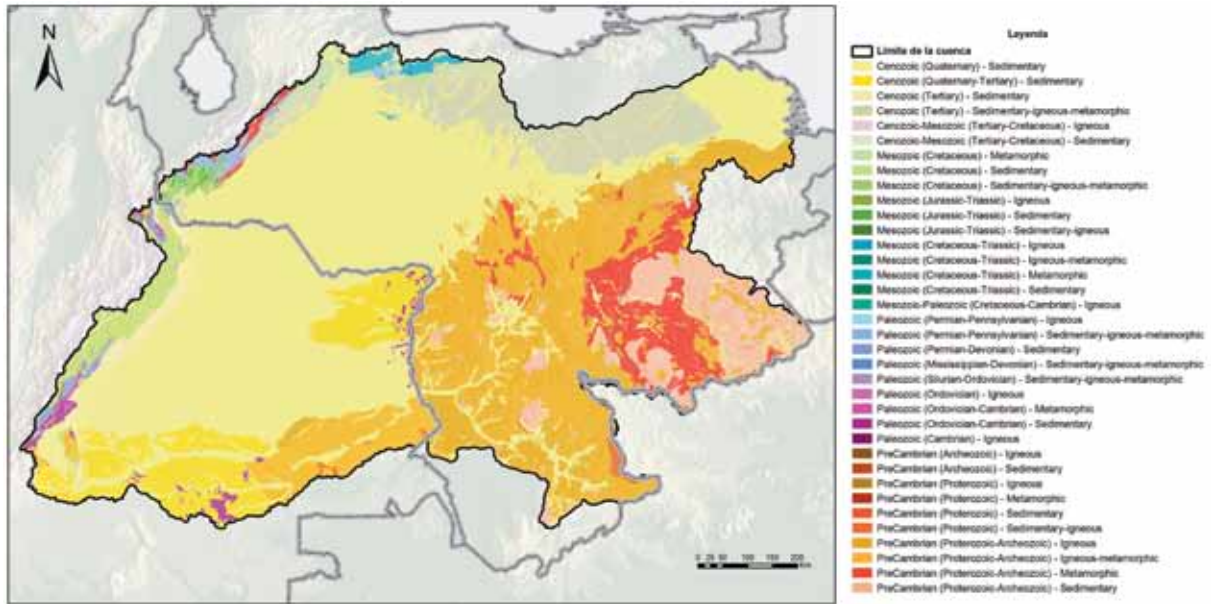 N
0 25 50 100 150 200
Km
Leyenda
Límite de la cuenca
Cenozoic (Quaternary) - Sedimentary
Cenozoic (Quaternary-Tertiary) - Sedimentary
Cenozoic (Tertiary) - Sedimentary
Cenozoic (Tertiary) - Sedimentary-igneous-metamorphic
Cenozoic-Mesozoic (Tertiary-Cretaceous) - Igneous
Cenozoic-Mesozoic (Tertiary-Cretaceous) - Sedimentary
Mesozoic (Cretaceous) - Metamorphic
Mesozoic (Cretaceous) - Sedimentary
Mesozoic (Cretaceous) - Sedimentary-igneous-metamorphic
Mesozoic (Jurassic-Triassic) - Igneous
Mesozoic (Jurassic-Triassic) - Sedimentary
Mesozoic (Jurassic-Triassic) - Sedimentary-igneous
Mesozoic (Cretaceous-Triassic) - Igneous
Mesozoic (Cretaceous-Triassic) - Igneous-metamorphic
Mesozoic (Cretaceous-Triassic) - Metamorphic
Mesozoic (Cretaceous-Triassic) - Sedimentary
Mesozoic-Paleozoic (Cretaceous-Cambrian) - Igneous
Paleozoic (Permian-Pennsylvanian) - Igneous
Paleozoic (Permian-Pennsylvanian) - Sedimentary-igneous-metamorphic
Paleozoic (Permian-Devonian) - Sedimentary
Paleozoic (Mississippian-Devonian) - Sedimentary-igneous-metamorphic
Paleozoic (Silurian-Ordovician) - Sedimentary-igneous-metamorphic
Paleozoic (Ordovician) - Igneous
Paleozoic (Ordovician-Cambrian) - Metamorphic
Paleozoic (Ordovician-Cambrian) - Sedimentary
Paleozoic (Cambrian) - Igneous
PreCambrian (Archeozoic) - Igneous
PreCambrian (Archeozoic) - Sedimentary
PreCambrian (Proterozoic) - Igneous
PreCambrian (Proterozoic) - Metamorphic
PreCambrian (Proterozoic) - Sedimentary
PreCambrian (Proterozoic) - Sedimentary-igneous
PreCambrian (Proterozoic-Archeozoic) - Igneous
PreCambrian (Proterozoic-Archeozoic) - Igneous-metamorphic
PreCambrian (Proterozoic-Archeozoic) - Metamorphic
PreCambrian (Proterozoic-Archeozoic) - Sedimentary